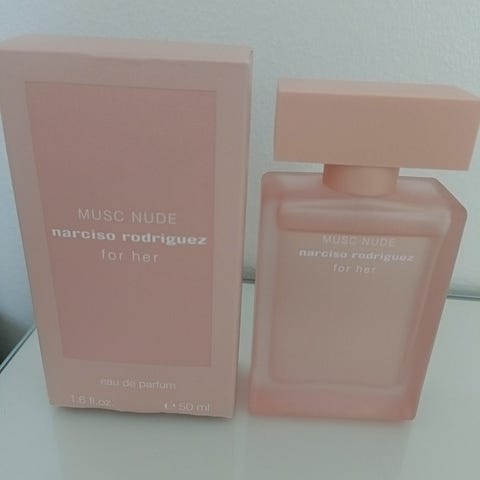 MUSC NUDE
narciso rodriguez
for her
eau de parfum
1.6 fl.oz. ℮ 50 ml
MUSC NUDE
narciso rodriguez
for her